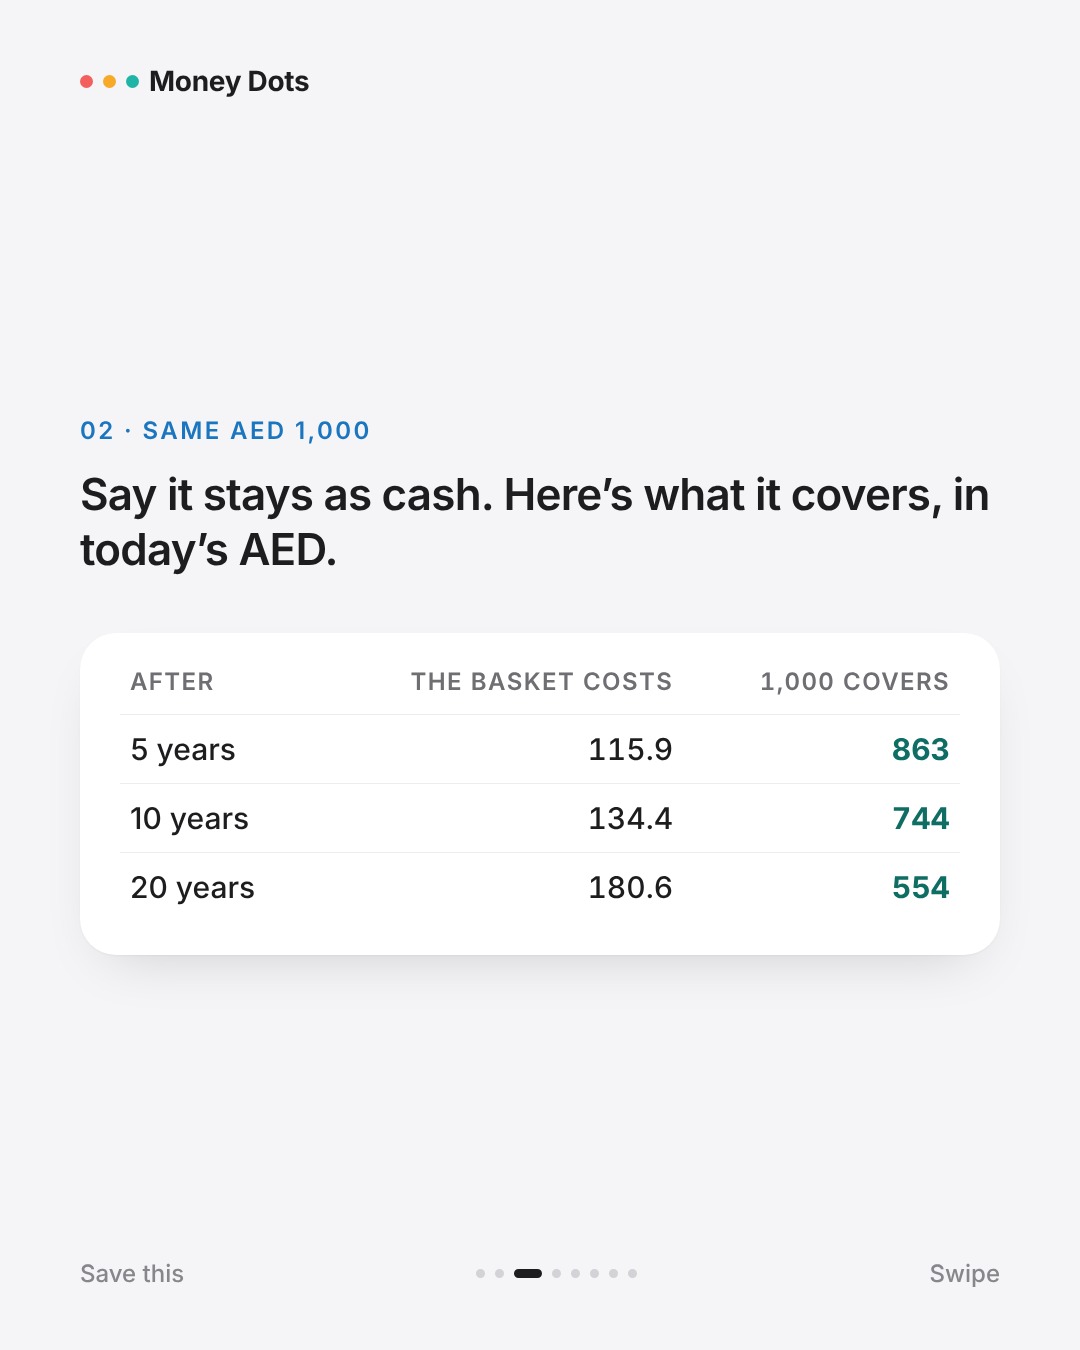 Money Dots
02 · SAME AED 1,000
Say it stays as cash. Here’s what it covers, in
today’s AED.
AFTER THE BASKET COSTS 1,000 COVERS
5 years 115.9 863
10 years 134.4 744
20 years 180.6 554
Save this Swipe